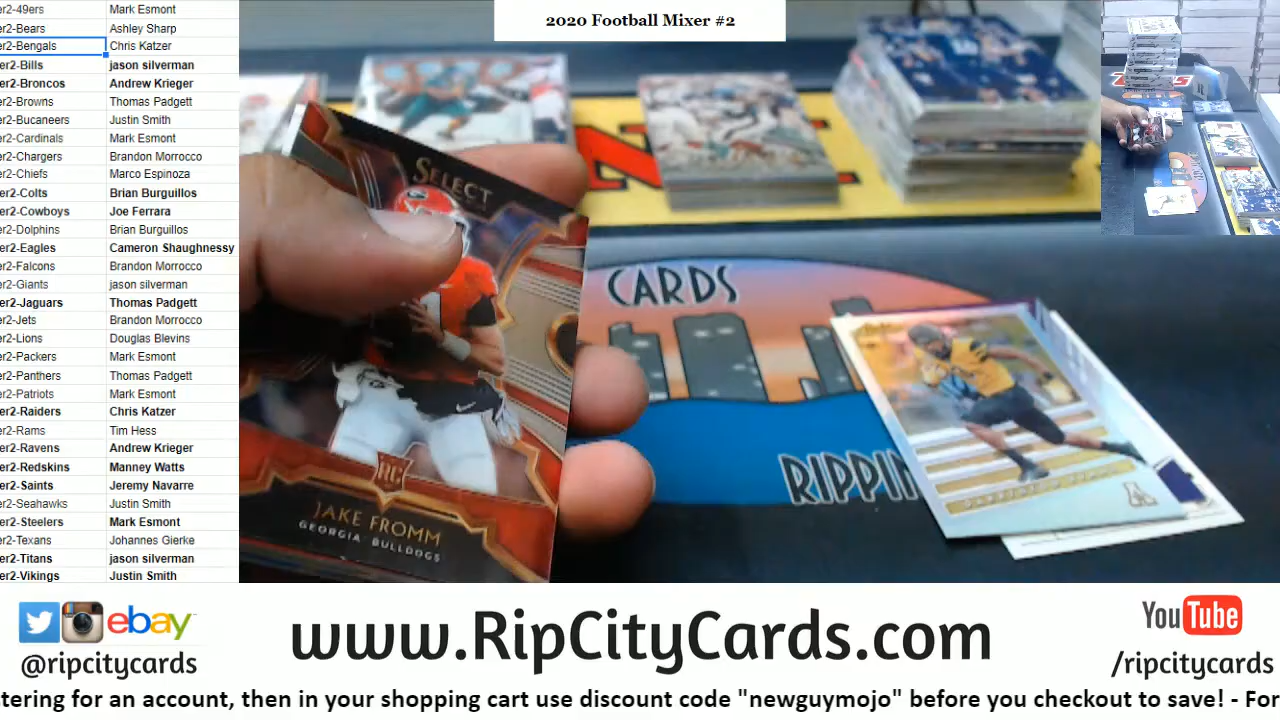 2020 Football Mixer #2
er2-49ers Mark Esmont
er2-Bears Ashley Sharp
er2-Bengals Chris Katzer
er2-Bills jason silverman
er2-Broncos Andrew Krieger
er2-Browns Thomas Padgett
er2-Bucaneers Justin Smith
er2-Cardinals Mark Esmont
er2-Chargers Brandon Morrocco
er2-Chiefs Marco Espinoza
er2-Colts Brian Burguillos
er2-Cowboys Joe Ferrara
er2-Dolphins Brian Burguillos
er2-Eagles Cameron Shaughnessy
er2-Falcons Brandon Morrocco
er2-Giants jason silverman
er2-Jaguars Thomas Padgett
er2-Jets Brandon Morrocco
er2-Lions Douglas Blevins
er2-Packers Mark Esmont
er2-Panthers Thomas Padgett
er2-Patriots Mark Esmont
er2-Raiders Chris Katzer
er2-Rams Tim Hess
er2-Ravens Andrew Krieger
er2-Redskins Manney Watts
er2-Saints Jeremy Navarre
er2-Seahawks Justin Smith
er2-Steelers Mark Esmont
er2-Texans Johannes Gierke
er2-Titans jason silverman
er2-Vikings Justin Smith
SELECT
RC
JAKE FROMM
GEORGIA BULLDOGS
CARDS
RIPPIN
ebay
@ripcitycards
www.RipCityCards.com
YouTube
/ripcitycards
stering for an account, then in your shopping cart use discount code "newguymojo" before you checkout to save! - For